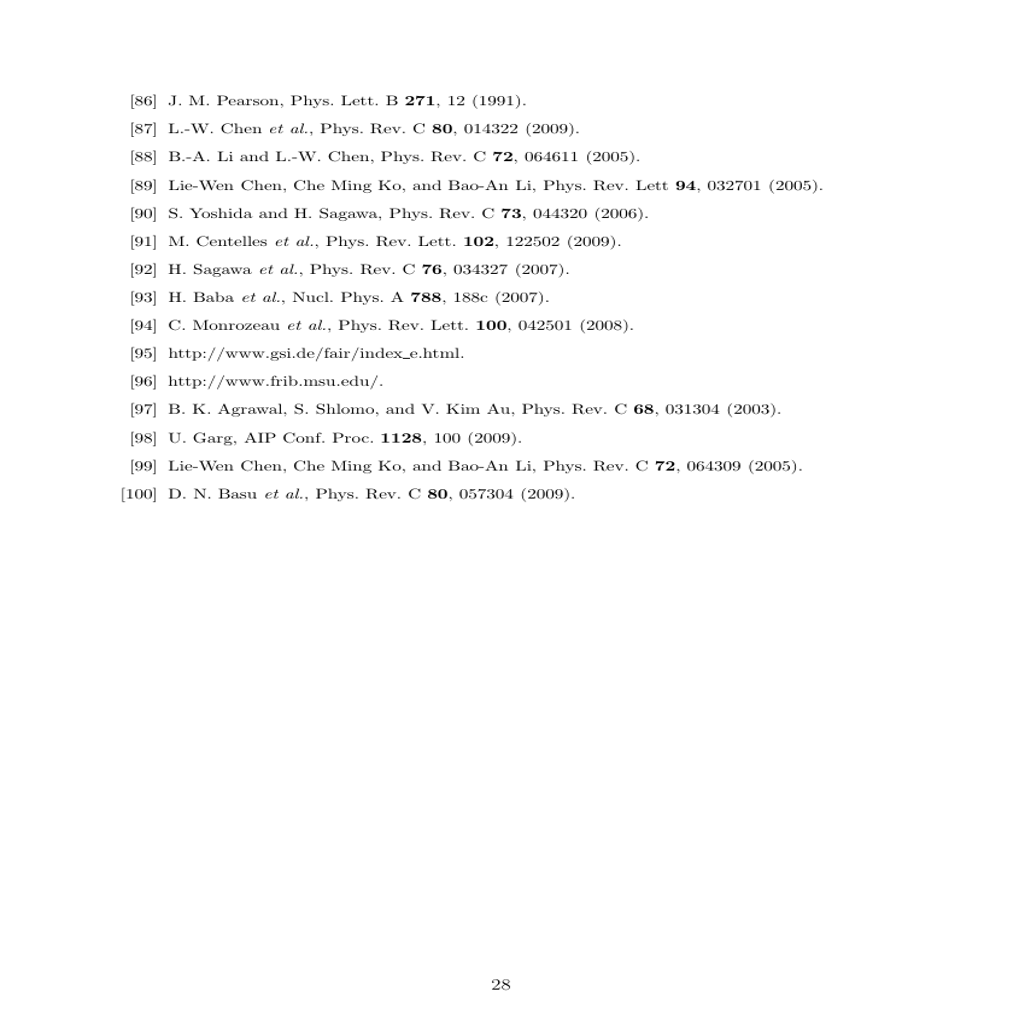 [86] J. M. Pearson, Phys. Lett. B 271, 12 (1991).
[87] L.-W. Chen et al., Phys. Rev. C 80, 014322 (2009).
[88] B.-A. Li and L.-W. Chen, Phys. Rev. C 72, 064611 (2005).
[89] Lie-Wen Chen, Che Ming Ko, and Bao-An Li, Phys. Rev. Lett 94, 032701 (2005).
[90] S. Yoshida and H. Sagawa, Phys. Rev. C 73, 044320 (2006).
[91] M. Centelles et al., Phys. Rev. Lett. 102, 122502 (2009).
[92] H. Sagawa et al., Phys. Rev. C 76, 034327 (2007).
[93] H. Baba et al., Nucl. Phys. A 788, 188c (2007).
[94] C. Monrozeau et al., Phys. Rev. Lett. 100, 042501 (2008).
[95] http://www.gsi.de/fair/index_e.html.
[96] http://www.frib.msu.edu/.
[97] B. K. Agrawal, S. Shlomo, and V. Kim Au, Phys. Rev. C 68, 031304 (2003).
[98] U. Garg, AIP Conf. Proc. 1128, 100 (2009).
[99] Lie-Wen Chen, Che Ming Ko, and Bao-An Li, Phys. Rev. C 72, 064309 (2005).
[100] D. N. Basu et al., Phys. Rev. C 80, 057304 (2009).
28